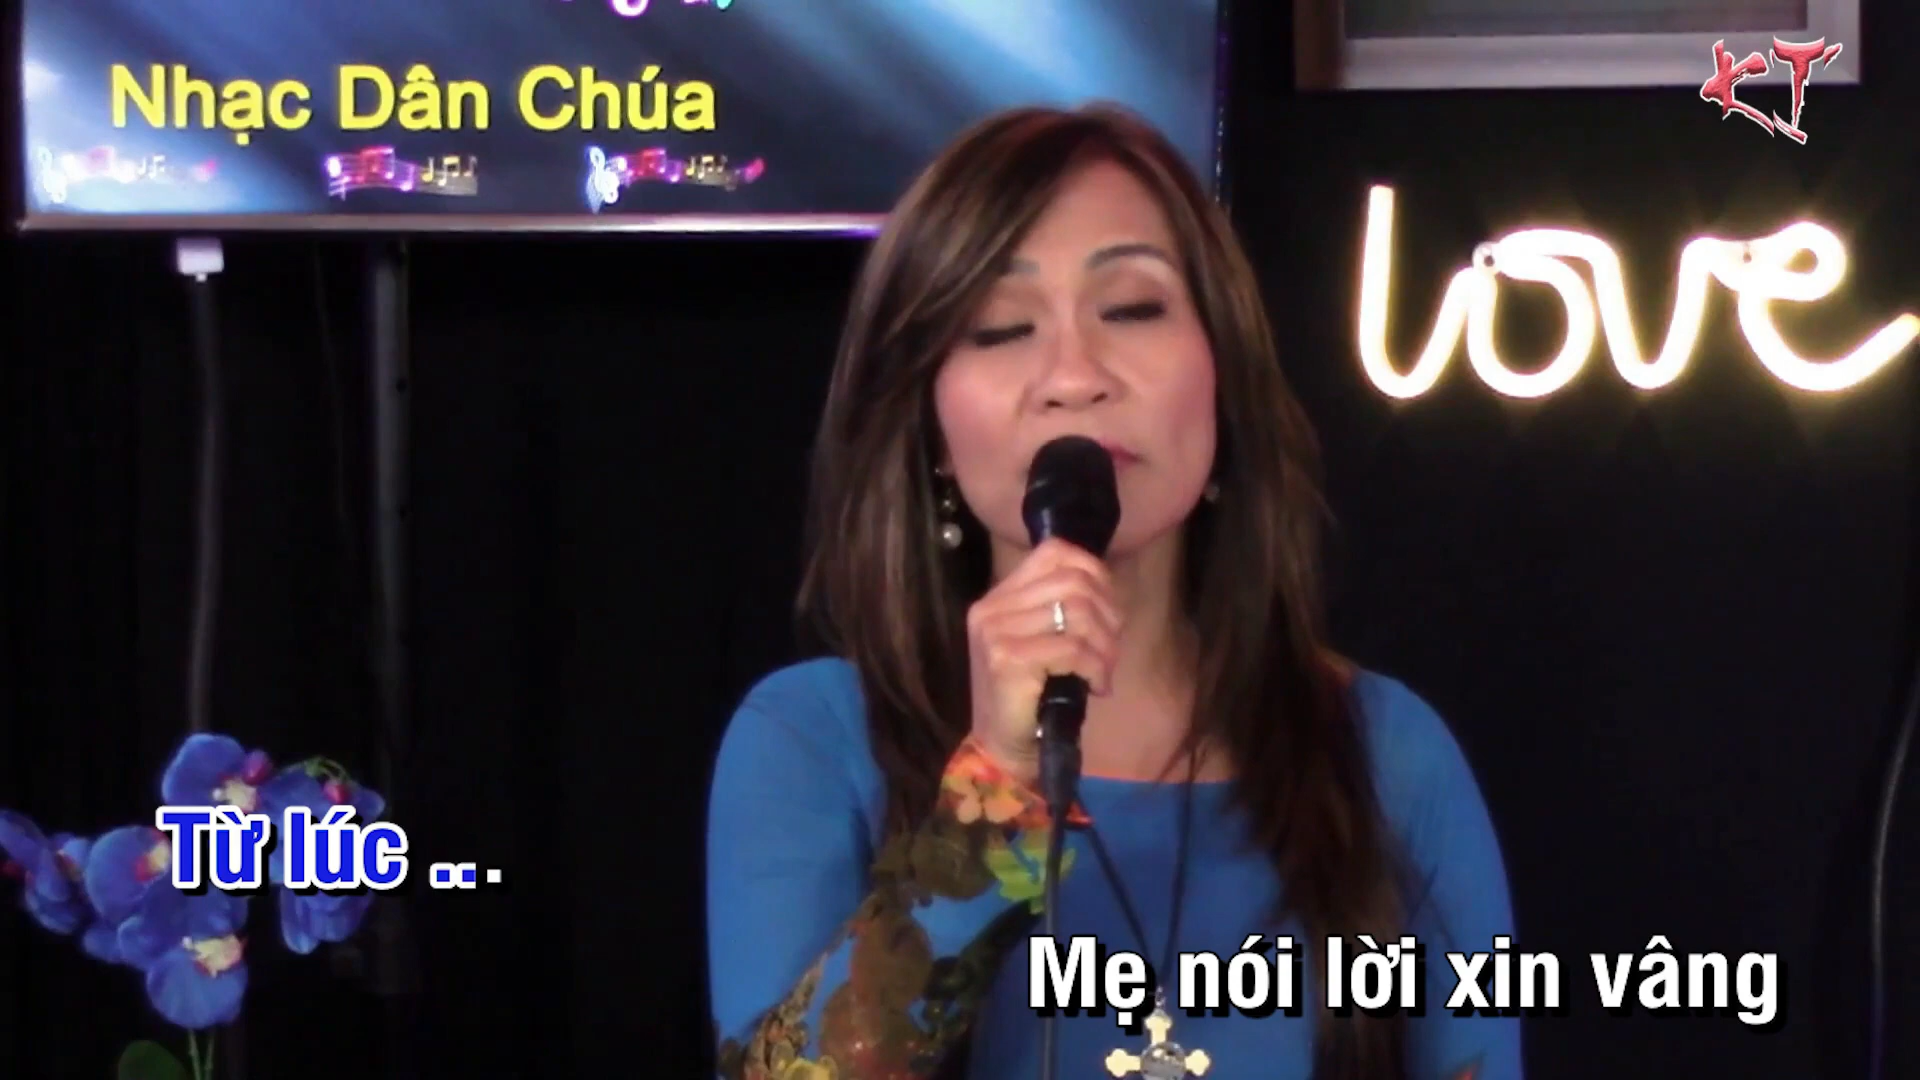 Nhạc Dân Chúa
KT
love
Từ lúc ...
Mẹ nói lời xin vâng